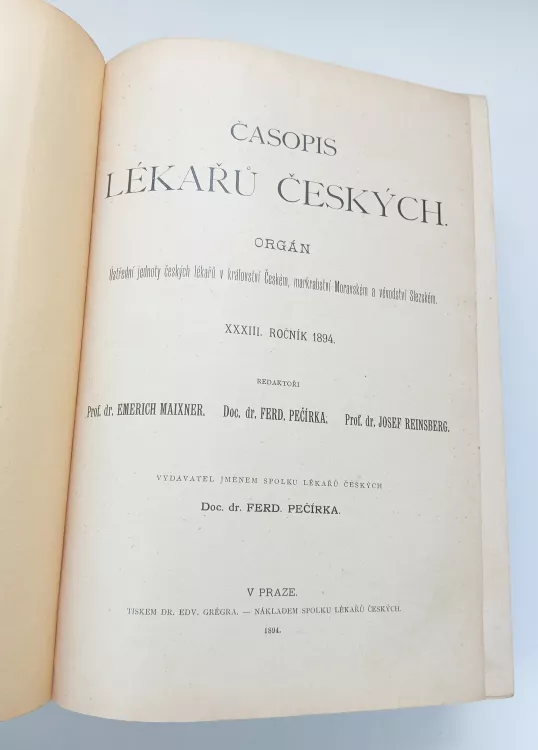 ČASOPIS
LÉKAŘŮ ČESKÝCH.
ORGÁN
Ústřední jednoty českých lékařů v království Českém, markrabství Moravském a vévodství Slezském.
XXXIII. ROČNÍK 1894.
REDAKTOŘI
Prof. dr. EMERICH MAIXNER. Doc. dr. FERD. PEČÍRKA. Prof. dr. JOSEF REINSBERG.
VYDAVATEL JMÉNEM SPOLKU LÉKAŘŮ ČESKÝCH
Doc. dr. FERD. PEČÍRKA.
V PRAZE.
TISKEM DR. EDV. GRÉGRA. — NÁKLADEM SPOLKU LÉKAŘŮ ČESKÝCH.
1894.